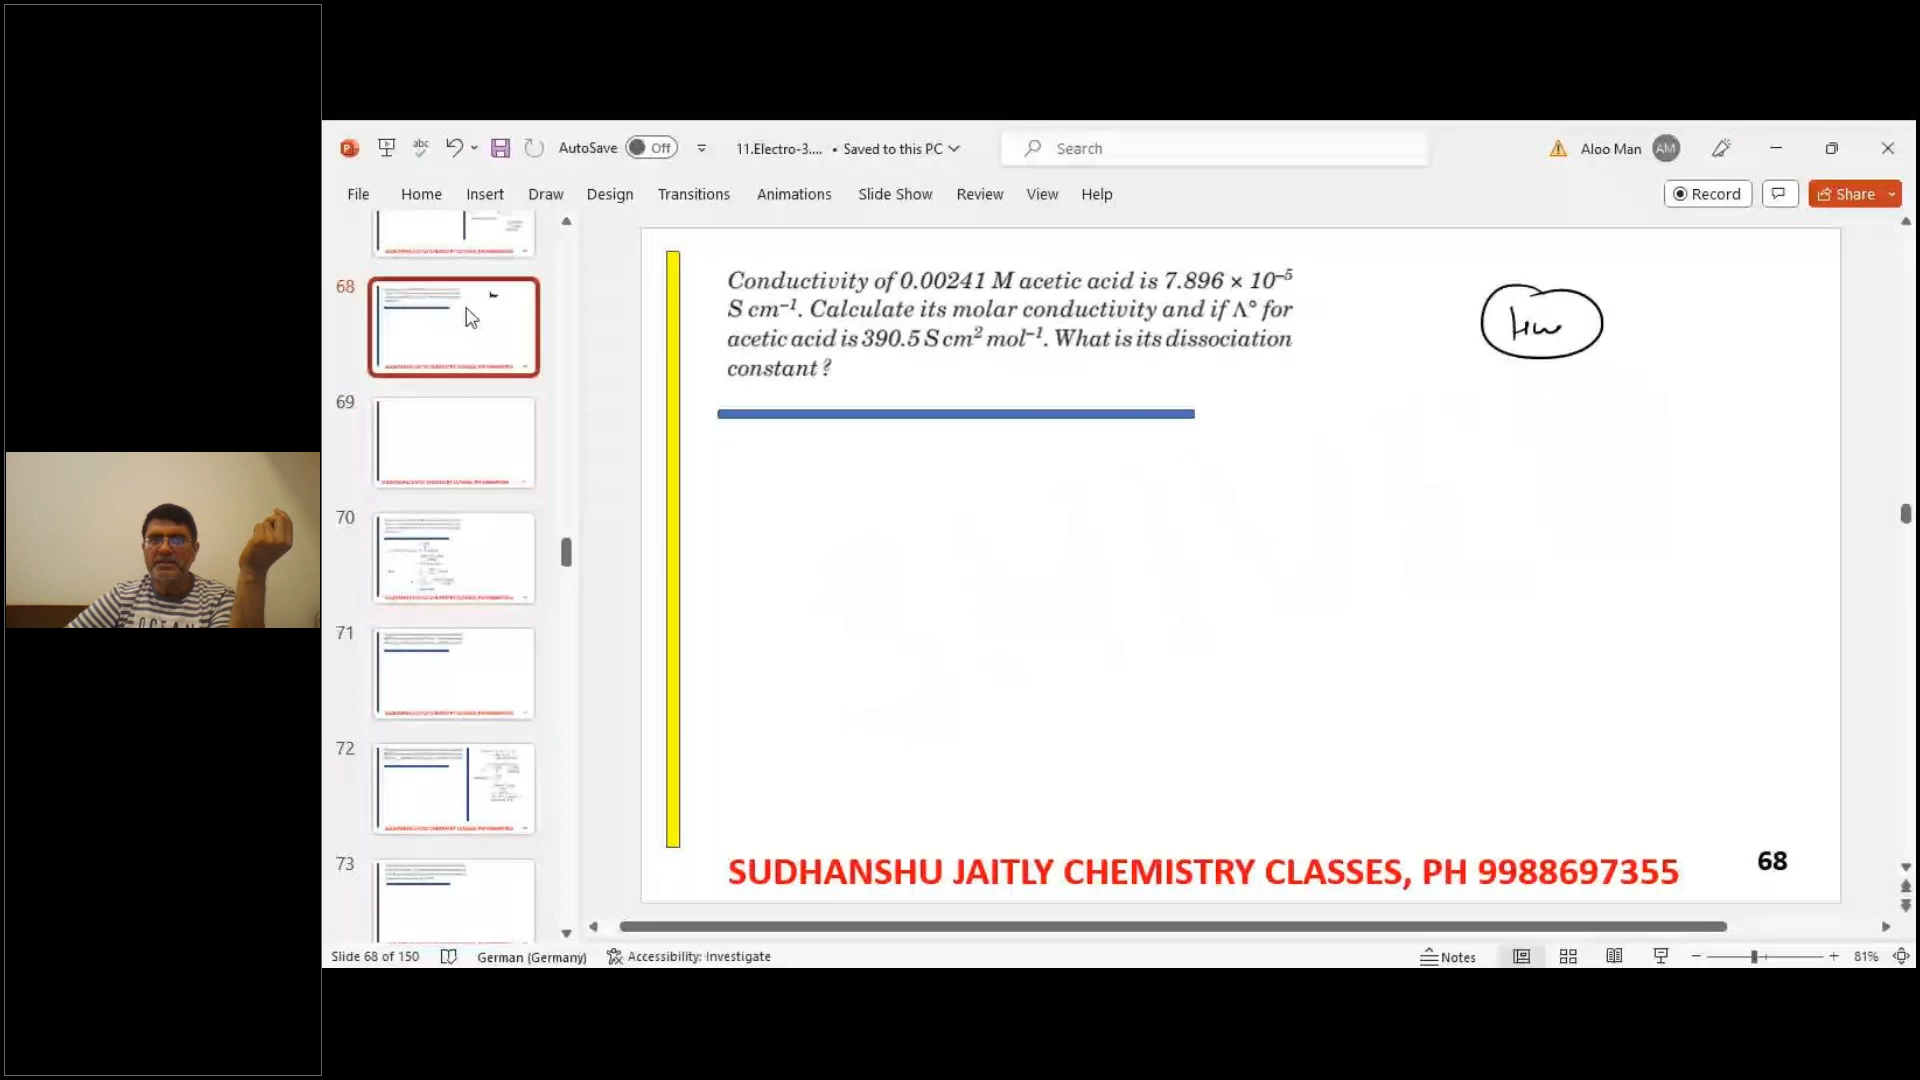 AutoSave Off
11.Electro-3.... • Saved to this PC
Search
Aloo Man AM
File Home Insert Draw Design Transitions Animations Slide Show Review View Help
Record
Share
68
69
70
71
72
73
Conductivity of 0.00241 M acetic acid is 7.896 × 10⁻⁵
S cm⁻¹. Calculate its molar conductivity and if Λ° for
acetic acid is 390.5 S cm² mol⁻¹. What is its dissociation
constant ?
Hw
SUDHANSHU JAITLY CHEMISTRY CLASSES, PH 9988697355
68
OCEAN
Slide 68 of 150
German (Germany)
Accessibility: Investigate
Notes
81%